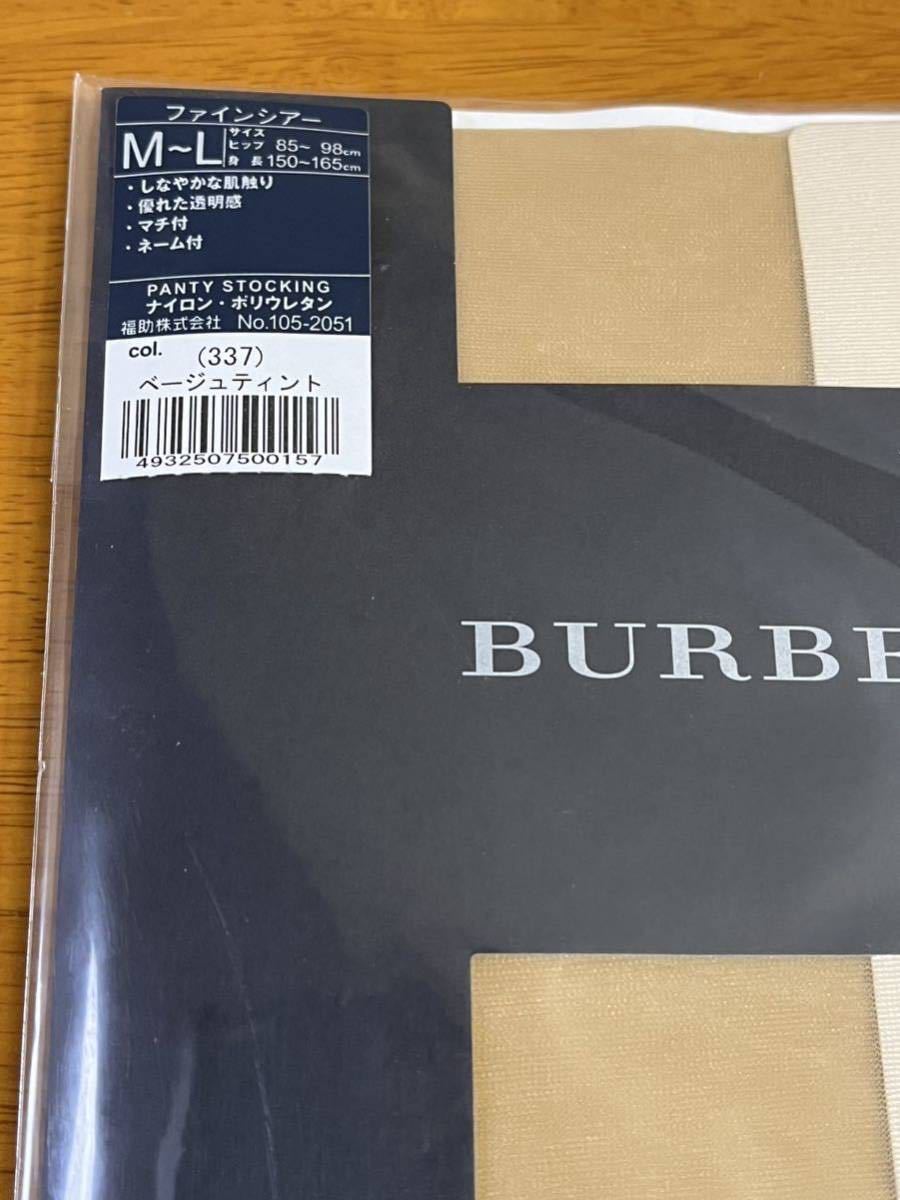 ファインシアー
M~L
サイズ
ヒップ 85~ 98cm
身長 150~165cm
・しなやかな肌触り
・優れた透明感
・マチ付
・ネーム付
PANTY STOCKING
ナイロン・ポリウレタン
福助株式会社 No.105-2051
col. (337)
ベージュティント
4932507500157
BURBE